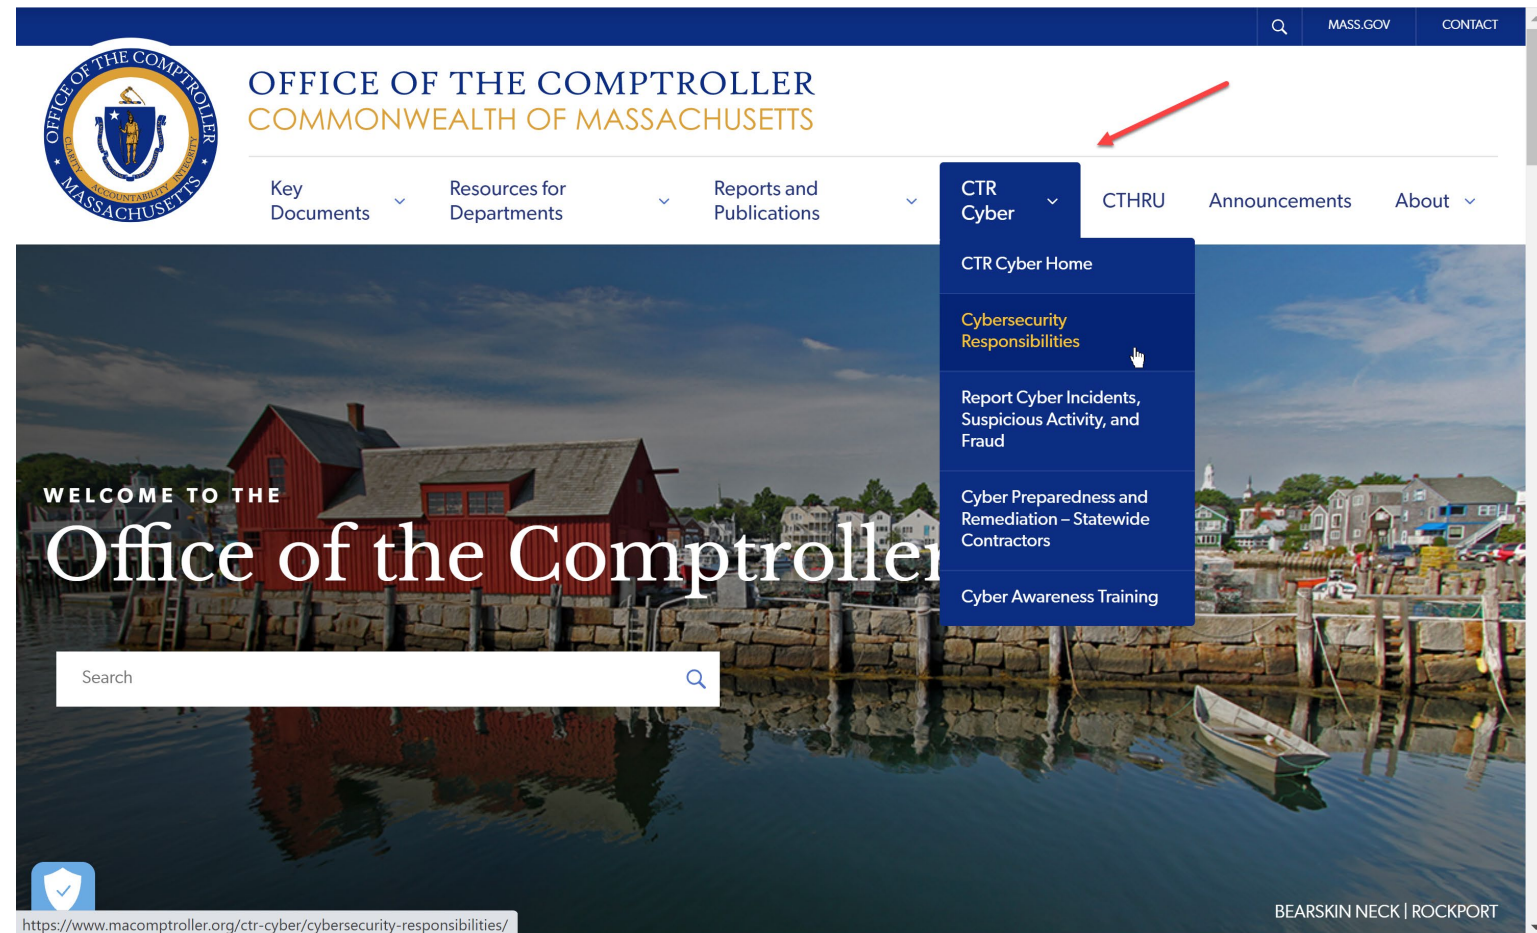 MASS.GOV
CONTACT
OFFICE OF THE COMPTROLLER
MASSACHUSETTS
CLARITY ACCOUNTABILITY INTEGRITY
OFFICE OF THE COMPTROLLER
COMMONWEALTH OF MASSACHUSETTS
Key
Documents
Resources for
Departments
Reports and
Publications
CTR
Cyber
CTHRU
Announcements
About
CTR Cyber Home
Cybersecurity
Responsibilities
Report Cyber Incidents,
Suspicious Activity, and
Fraud
Cyber Preparedness and
Remediation – Statewide
Contractors
Cyber Awareness Training
WELCOME TO THE
Office of the Comptroller
Search
BEARSKIN NECK | ROCKPORT
https://www.macomptroller.org/ctr-cyber/cybersecurity-responsibilities/